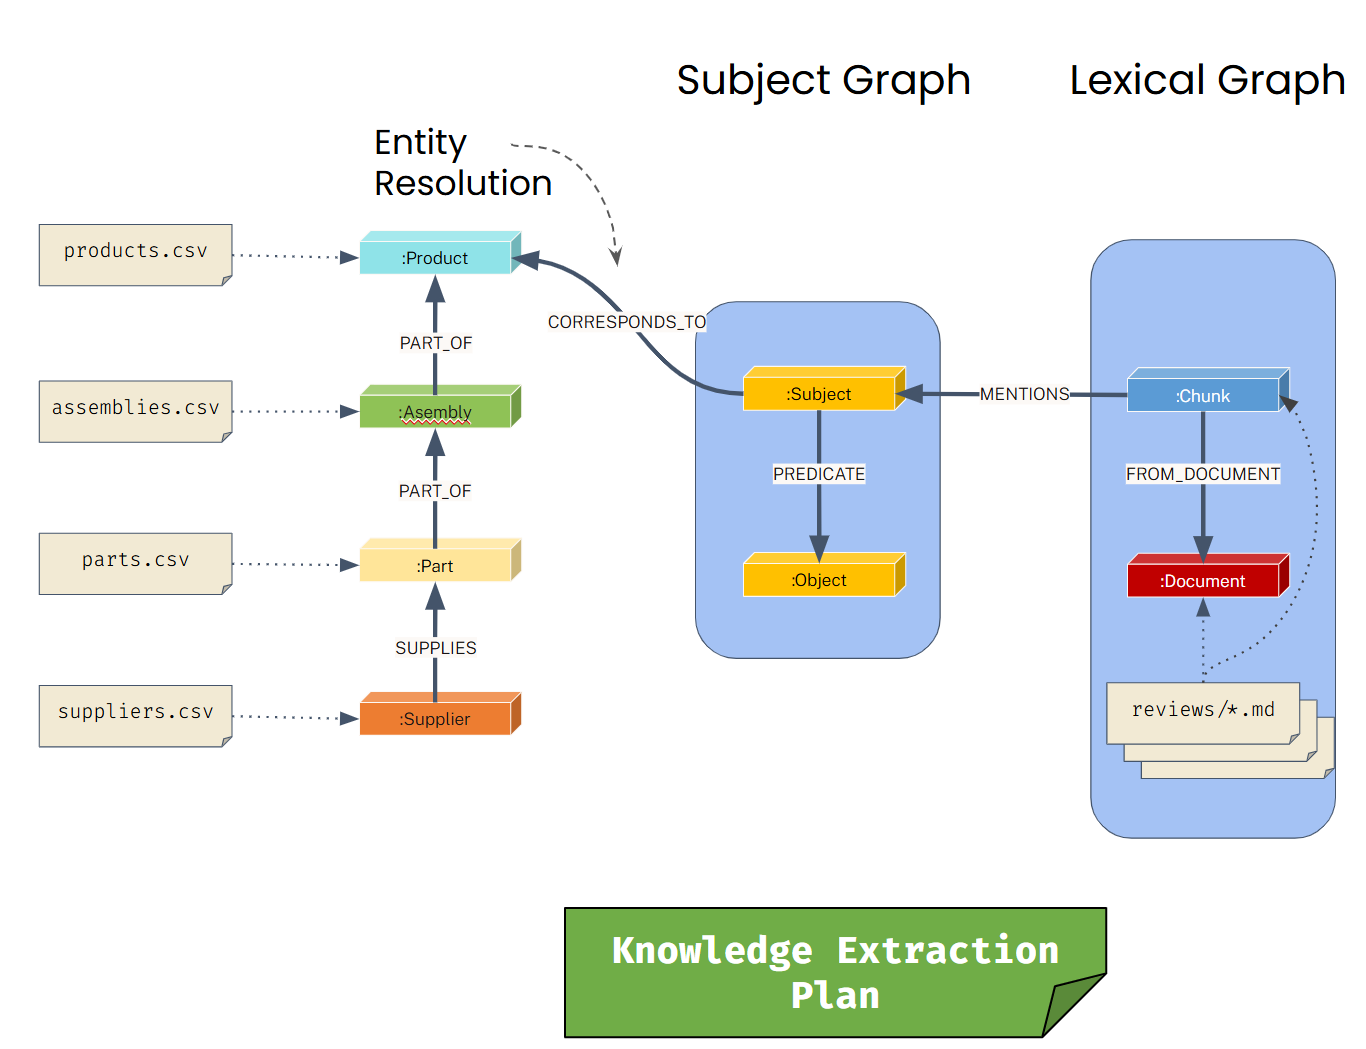 Subject Graph
Lexical Graph
Entity
Resolution
products.csv
:Product
CORRESPONDS_TO
PART_OF
assemblies.csv
:Asembly
:Subject
MENTIONS
:Chunk
PART_OF
PREDICATE
FROM_DOCUMENT
parts.csv
:Part
:Object
:Document
SUPPLIES
suppliers.csv
:Supplier
reviews/*.md
Knowledge Extraction
Plan